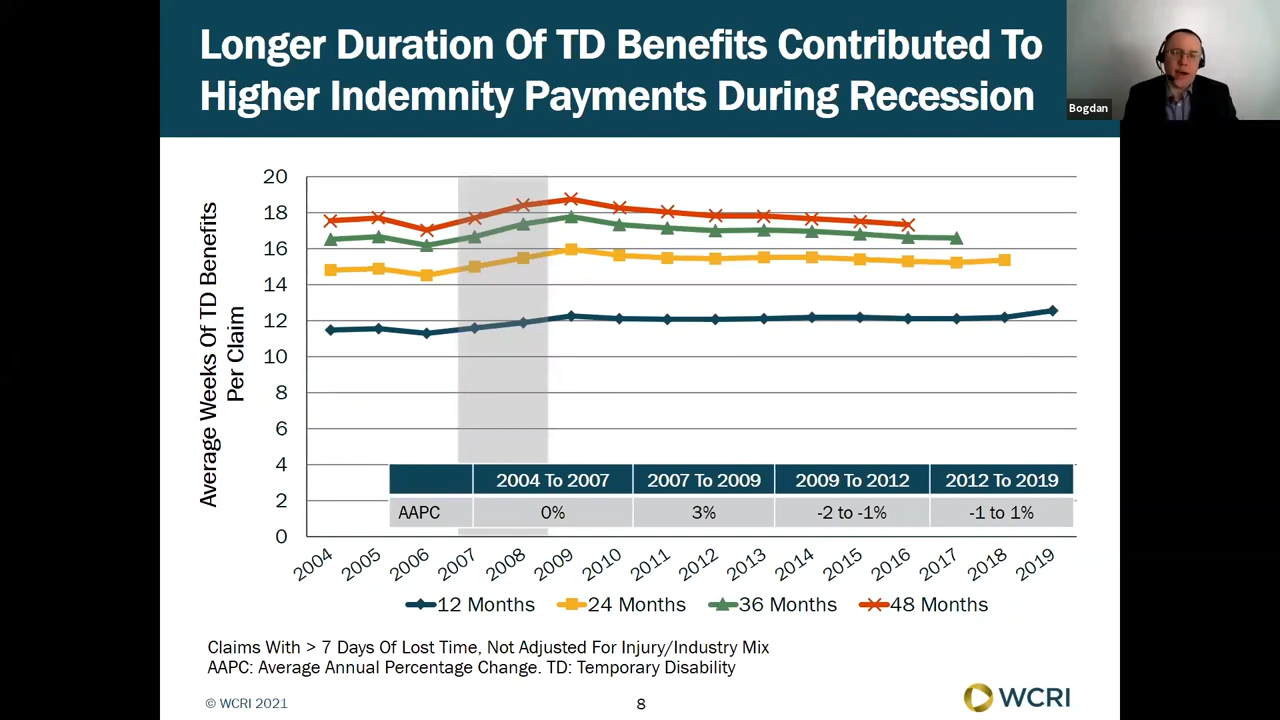 Longer Duration Of TD Benefits Contributed To
Higher Indemnity Payments During Recession
Bogdan
Average Weeks Of TD Benefits
Per Claim
20
18
16
14
12
10
8
6
4
2
0
2004 To 2007 2007 To 2009 2009 To 2012 2012 To 2019
AAPC 0% 3% -2 to -1% -1 to 1%
2004 2005 2006 2007 2008 2009 2010 2011 2012 2013 2014 2015 2016 2017 2018 2019
12 Months 24 Months 36 Months 48 Months
Claims With > 7 Days Of Lost Time, Not Adjusted For Injury/Industry Mix
AAPC: Average Annual Percentage Change. TD: Temporary Disability
© WCRI 2021
8
WCRI